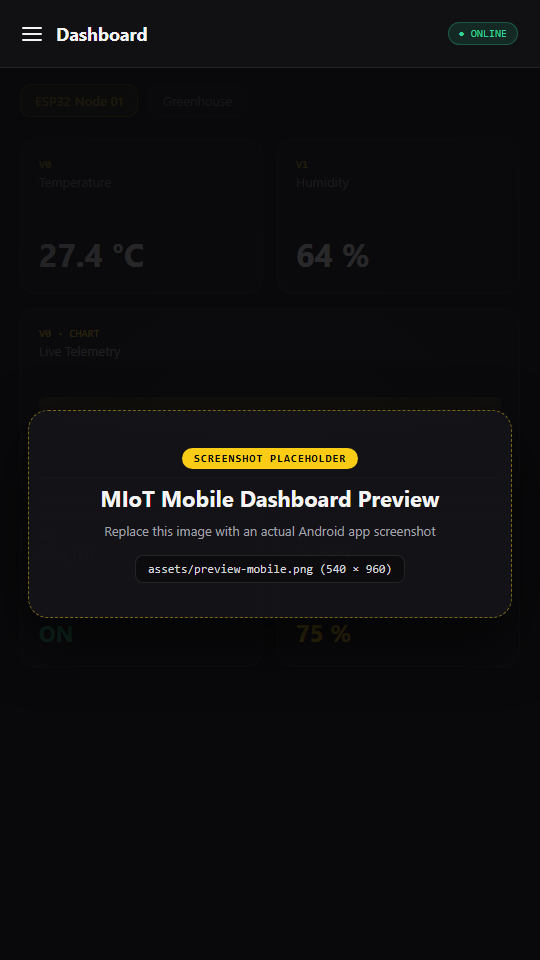 Dashboard
● ONLINE
ESP32 Node 01
Greenhouse
V0
Temperature
27.4 °C
V1
Humidity
64 %
V0 · CHART
Live Telemetry
SCREENSHOT PLACEHOLDER
MIoT Mobile Dashboard Preview
Replace this image with an actual Android app screenshot
assets/preview-mobile.png (540 × 960)
ON
75 %